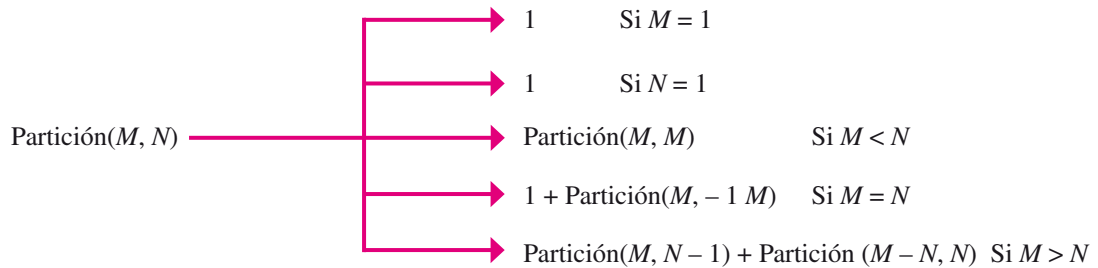 1 Si M = 1
1 Si N = 1
Partición(M, N) Partición(M, M) Si M < N
1 + Partición(M, – 1 M) Si M = N
Partición(M, N – 1) + Partición (M – N, N) Si M > N